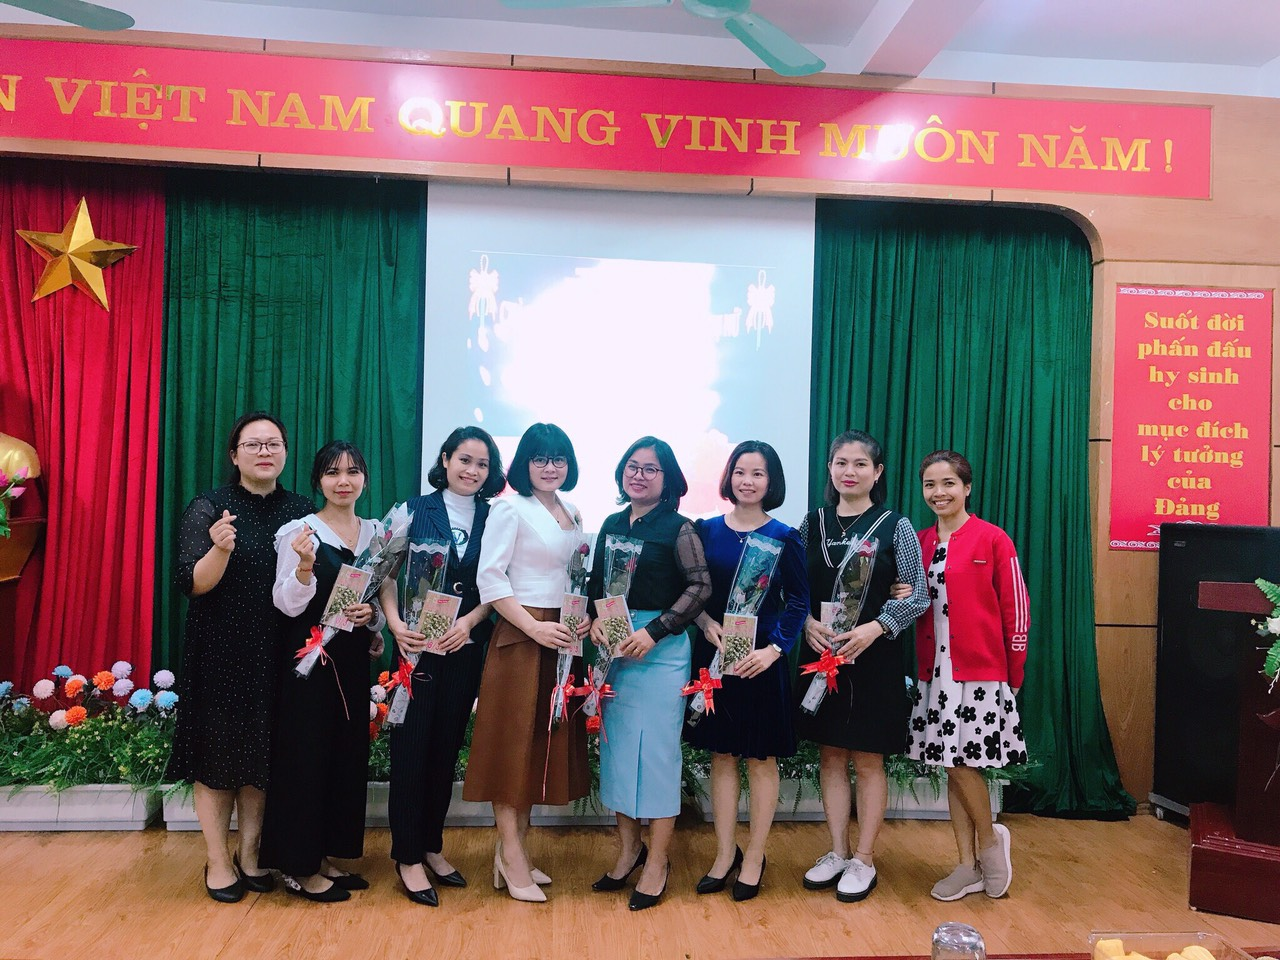 N VIỆT NAM QUANG VINH MUÔN NĂM!
Suốt đời
phấn đấu
hy sinh
cho
mục đích
lý tưởng
của
Đảng
BB